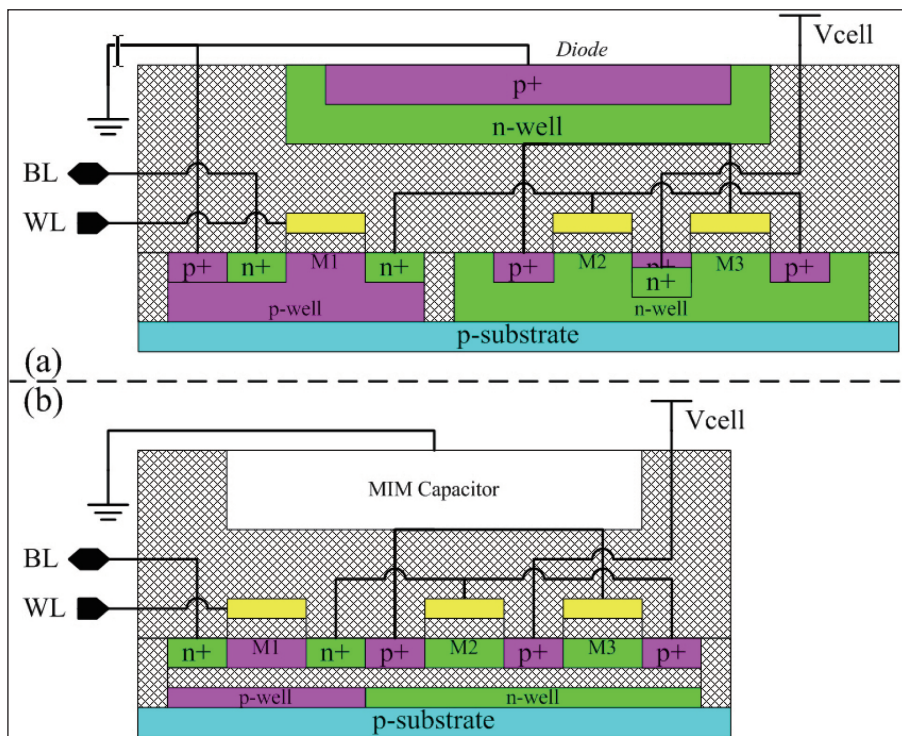 Vcell
Diode
p+
n-well
BL
WL
p+ n+ M1 n+ p+ M2 p+ M3 p+
n+
p-well n-well
p-substrate
(a)
(b)
Vcell
MIM Capacitor
BL
WL
n+ M1 n+ p+ M2 p+ M3 p+
p-well n-well
p-substrate